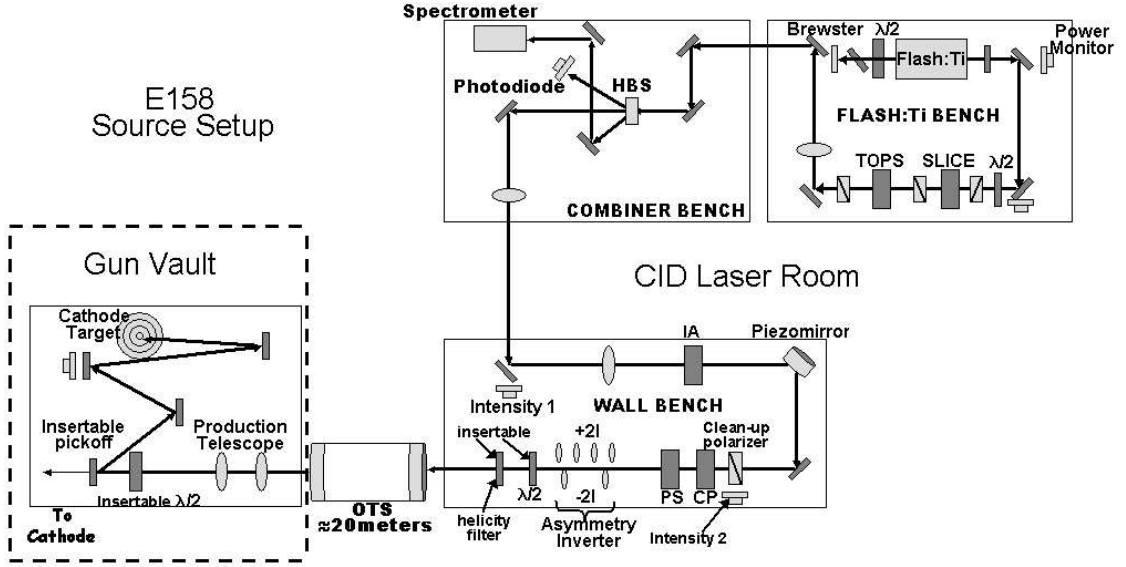 E158
Source Setup
Spectrometer
Photodiode
HBS
COMBINER BENCH
Brewster
λ/2
Flash:Ti
Power
Monitor
FLASH:Ti BENCH
TOPS
SLICE
λ/2
Gun Vault
Cathode
Target
Insertable
pickoff
Production
Telescope
Insertable λ/2
To
Cathode
OTS
≈20meters
CID Laser Room
IA
Piezomirror
Intensity 1
WALL BENCH
Clean-up
polarizer
insertable
+2I
-2I
λ/2
PS
CP
helicity
filter
Asymmetry
Inverter
Intensity 2